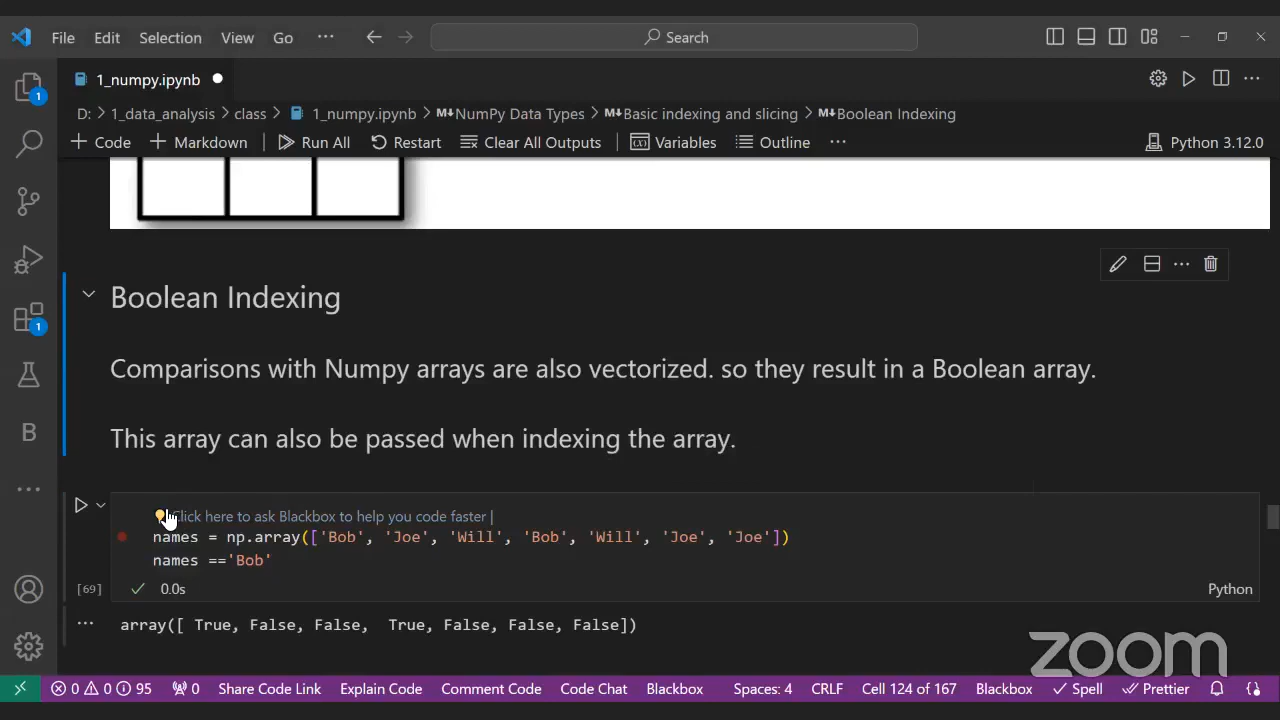 File Edit Selection View Go ··· Search
1_numpy.ipynb
D: > 1_data_analysis > class > 1_numpy.ipynb > M↓NumPy Data Types > M↓Basic indexing and slicing > M↓Boolean Indexing
+ Code + Markdown | Run All Restart Clear All Outputs | Variables Outline ··· Python 3.12.0
1
1
B
Boolean Indexing
Comparisons with Numpy arrays are also vectorized. so they result in a Boolean array.
This array can also be passed when indexing the array.
Click here to ask Blackbox to help you code faster |
names = np.array(['Bob', 'Joe', 'Will', 'Bob', 'Will', 'Joe', 'Joe'])
names =='Bob'
[69] 0.0s Python
··· array([ True, False, False,  True, False, False, False])
zoom
0 0 95 0 Share Code Link Explain Code Comment Code Code Chat Blackbox Spaces: 4 CRLF Cell 124 of 167 Blackbox Spell Prettier